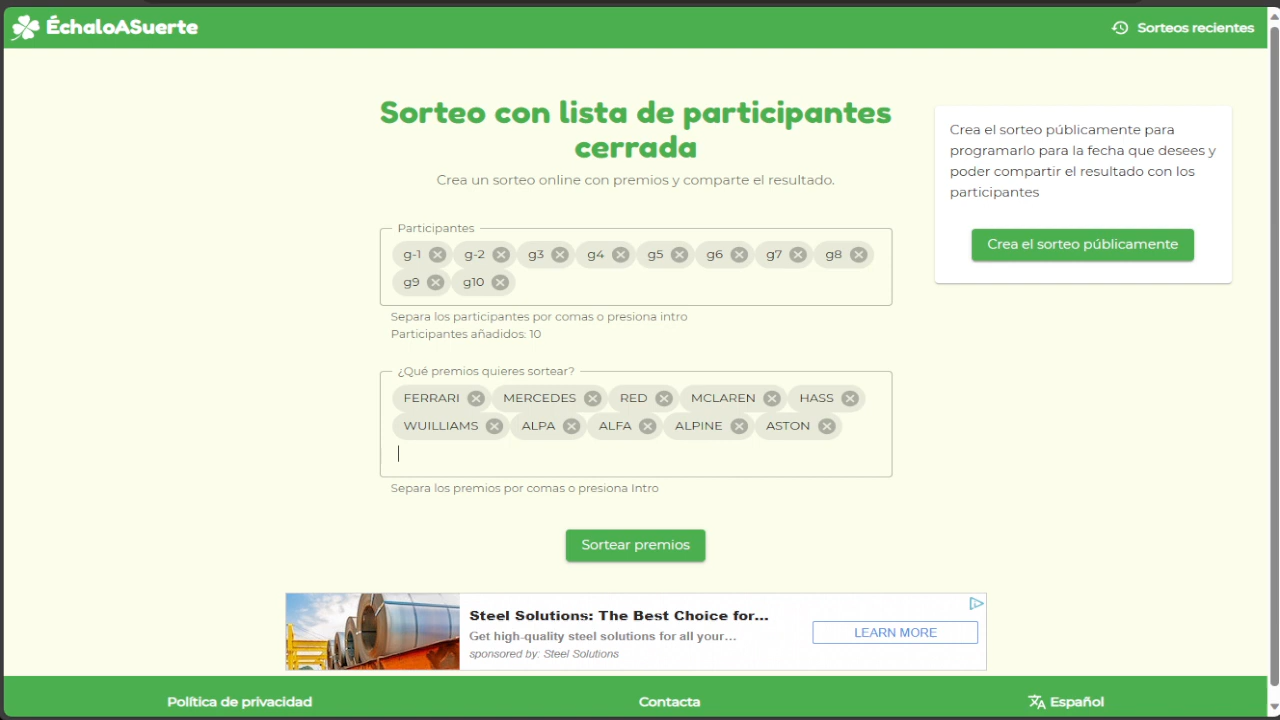 ÉchaloASuerte
Sorteos recientes
Sorteo con lista de participantes
cerrada
Crea un sorteo online con premios y comparte el resultado.
Crea el sorteo públicamente para
programarlo para la fecha que desees y
poder compartir el resultado con los
participantes
Crea el sorteo públicamente
Participantes
g-1 g-2 g3 g4 g5 g6 g7 g8
g9 g10
Separa los participantes por comas o presiona intro
Participantes añadidos: 10
¿Qué premios quieres sortear?
FERRARI MERCEDES RED MCLAREN HASS
WUILLIAMS ALPA ALFA ALPINE ASTON
Separa los premios por comas o presiona Intro
Sortear premios
Steel Solutions: The Best Choice for...
Get high-quality steel solutions for all your...
sponsored by: Steel Solutions
LEARN MORE
Política de privacidad
Contacta
Español